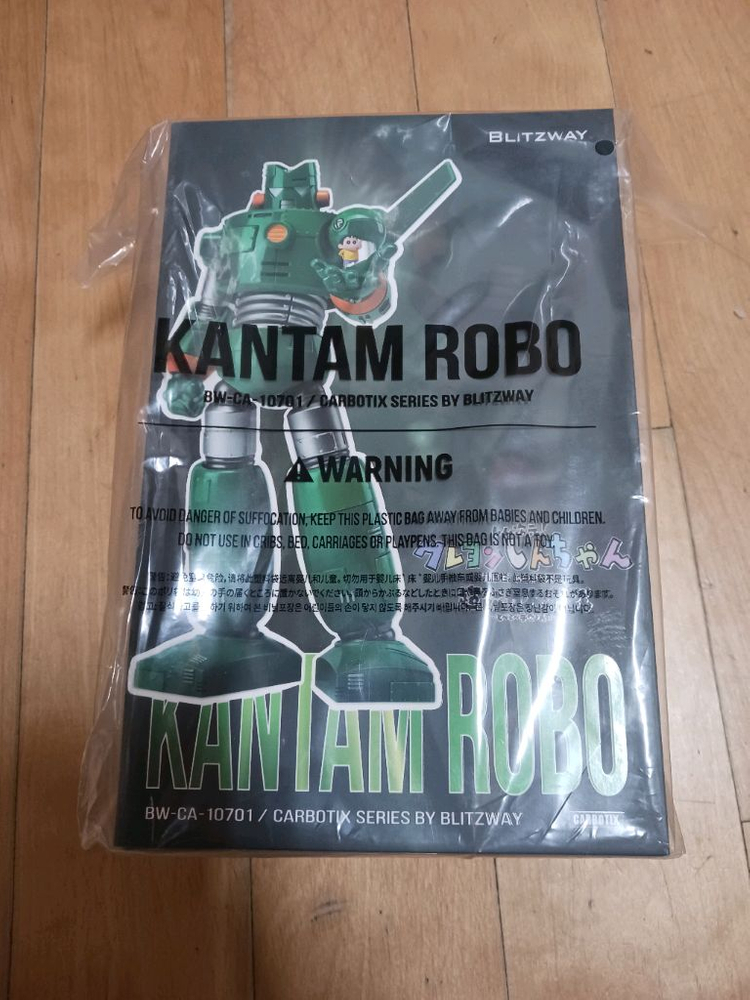 BLITZWAY
KANTAM ROBO
BW-CA-10701 / CARBOTIX SERIES BY BLITZWAY
WARNING
TO AVOID DANGER OF SUFFOCATION, KEEP THIS PLASTIC BAG AWAY FROM BABIES AND CHILDREN.
DO NOT USE IN CRIBS, BED, CARRIAGES OR PLAYPENS. THIS BAG IS NOT A TOY.
クレヨンしんちゃん
KANTAM ROBO
BW-CA-10701 / CARBOTIX SERIES BY BLITZWAY
CARBOTIX